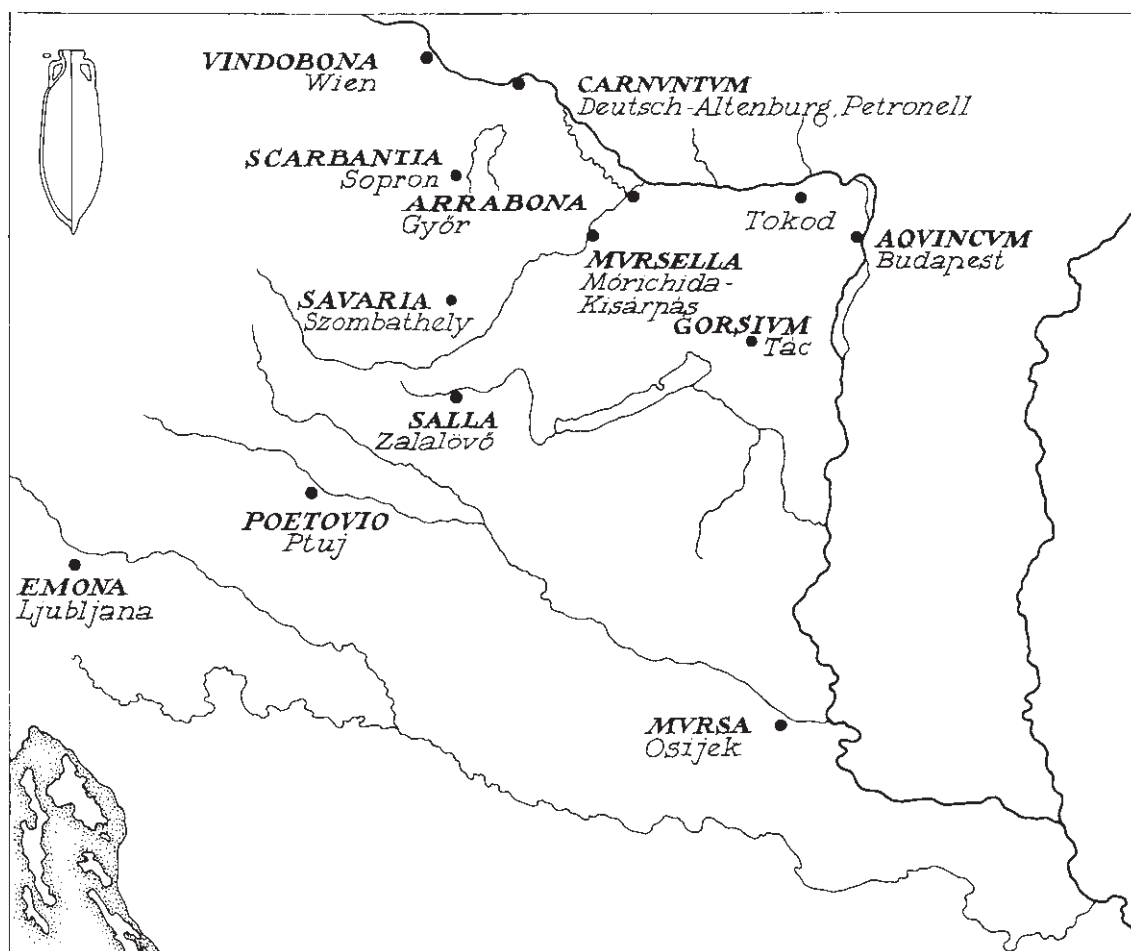 VINDOBONA
Wien
CARNVNTVM
Deutsch-Altenburg, Petronell
SCARBANTIA
Sopron
ARRABONA
Győr
Tokod
AQVINCVM
Budapest
MVRSELLA
Mórichida-
Kisárpás
SAVARIA
Szombathely
GORSIVM
Tác
SALLA
Zalalövő
POETOVIO
Ptuj
EMONA
Ljubljana
MVRSA
Osijek